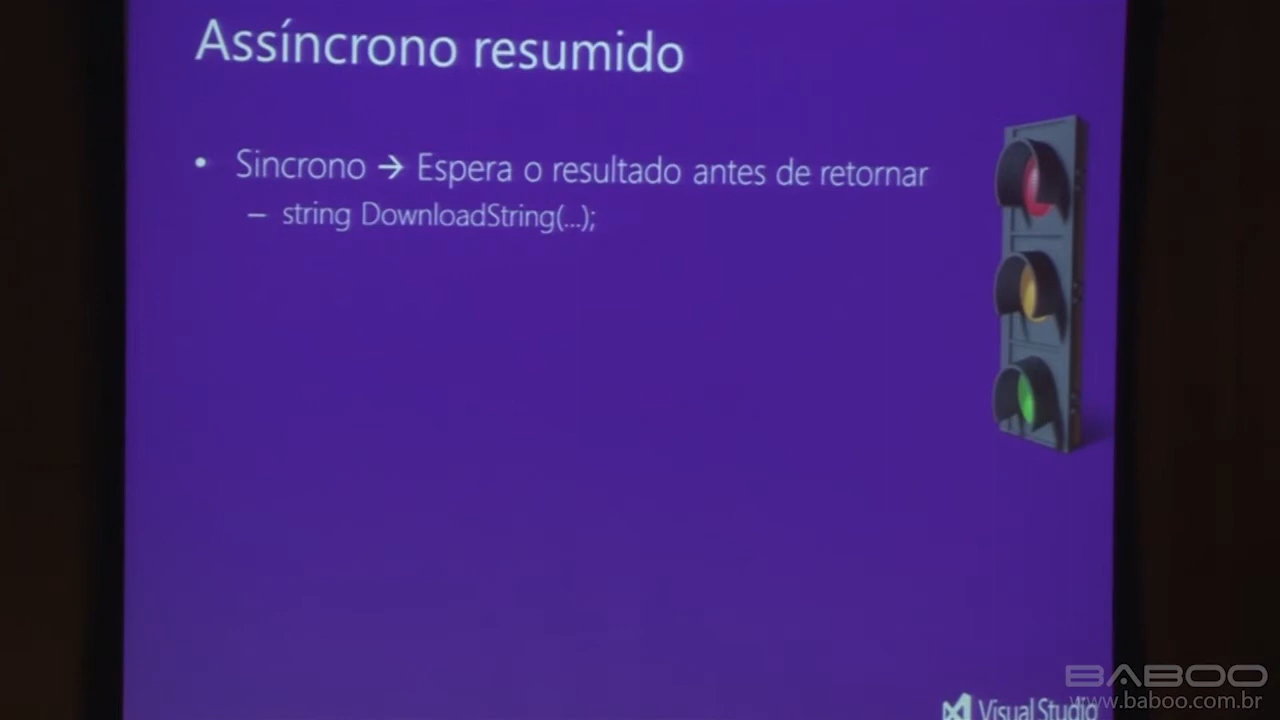 Assíncrono resumido
• Sincrono → Espera o resultado antes de retornar
– string DownloadString(...);
BABOO
www.baboo.com.br
Visual Studio